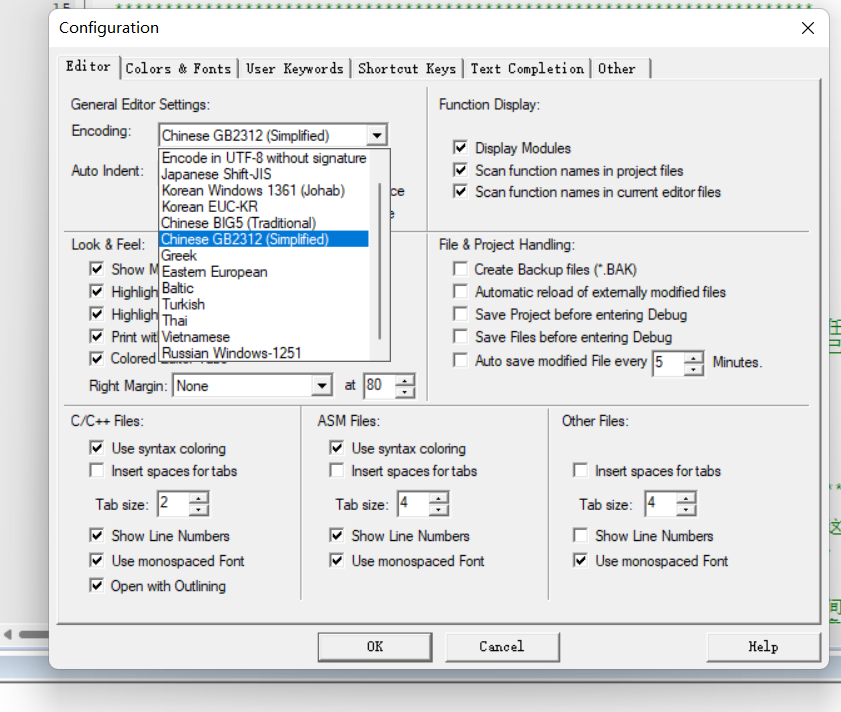 15
********************************************************************
Configuration
Editor Colors & Fonts User Keywords Shortcut Keys Text Completion Other
General Editor Settings:
Encoding: Chinese GB2312 (Simplified)
Encode in UTF-8 without signature
Japanese Shift-JIS
Korean Windows 1361 (Johab)
Korean EUC-KR
Chinese BIG5 (Traditional)
Chinese GB2312 (Simplified)
Greek
Eastern European
Baltic
Turkish
Thai
Vietnamese
Russian Windows-1251
Auto Indent:
ce
Look & Feel:
Show M
Highligh
Highligh
Print wit
Colored
Right Margin: None at 80
Function Display:
Display Modules
Scan function names in project files
Scan function names in current editor files
File & Project Handling:
Create Backup files (*.BAK)
Automatic reload of externally modified files
Save Project before entering Debug
Save Files before entering Debug
Auto save modified File every 5 Minutes.
C/C++ Files:
Use syntax coloring
Insert spaces for tabs
Tab size: 2
Show Line Numbers
Use monospaced Font
Open with Outlining
ASM Files:
Use syntax coloring
Insert spaces for tabs
Tab size: 4
Show Line Numbers
Use monospaced Font
Other Files:
Insert spaces for tabs
Tab size: 4
Show Line Numbers
Use monospaced Font
**
这
OK Cancel Help